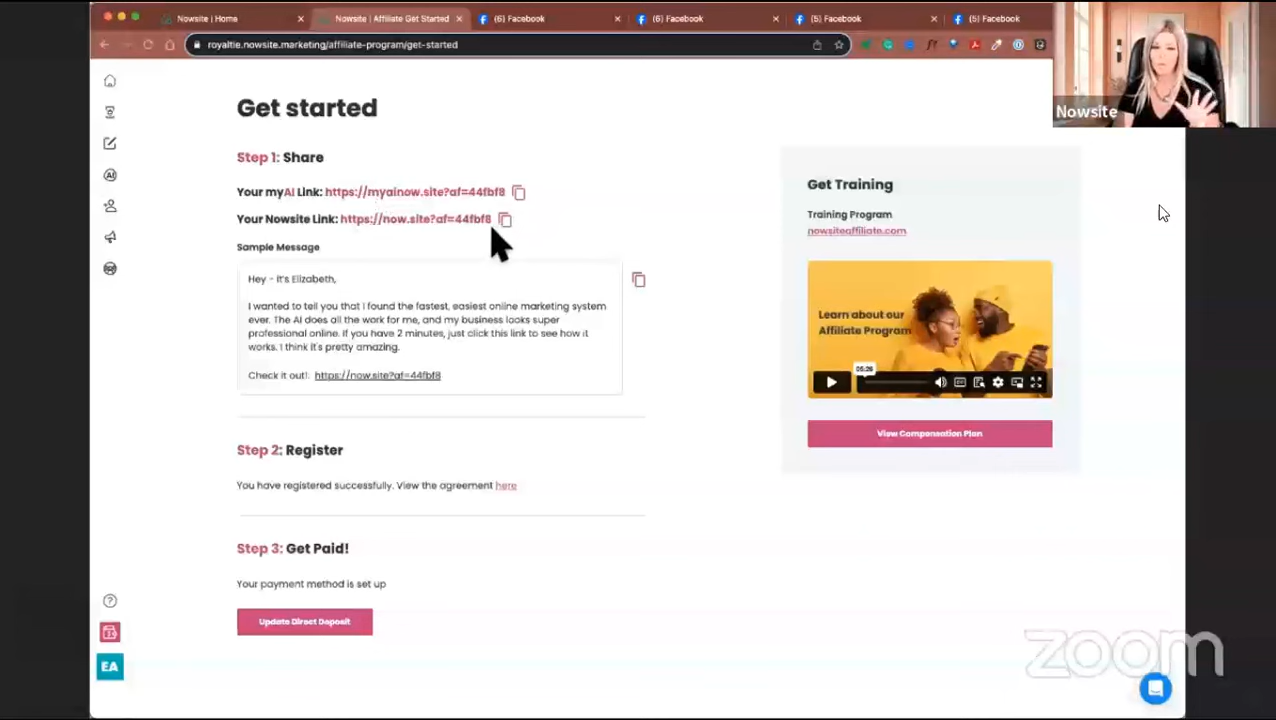 Nowsite | Home
Nowsite | Affiliate Get Started
(6) Facebook
(6) Facebook
(5) Facebook
(5) Facebook
royaltie.nowsite.marketing/affiliate-program/get-started
Nowsite
Get started
Step 1: Share
Your myAI Link: https://myainow.site?af=44fbf8
Your Nowsite Link: https://now.site?af=44fbf8
Sample Message
Hey - It's Elizabeth,
I wanted to tell you that I found the fastest, easiest online marketing system
ever. The AI does all the work for me, and my business looks super
professional online. If you have 2 minutes, just click this link to see how it
works. I think it's pretty amazing.
Check it out!: https://now.site?af=44fbf8
Step 2: Register
You have registered successfully. View the agreement here
Step 3: Get Paid!
Your payment method is set up
Update Direct Deposit
Get Training
Training Program
nowsiteaffiliate.com
Learn about our
Affiliate Program
05:28
View Compensation Plan
AI
EA
zoom